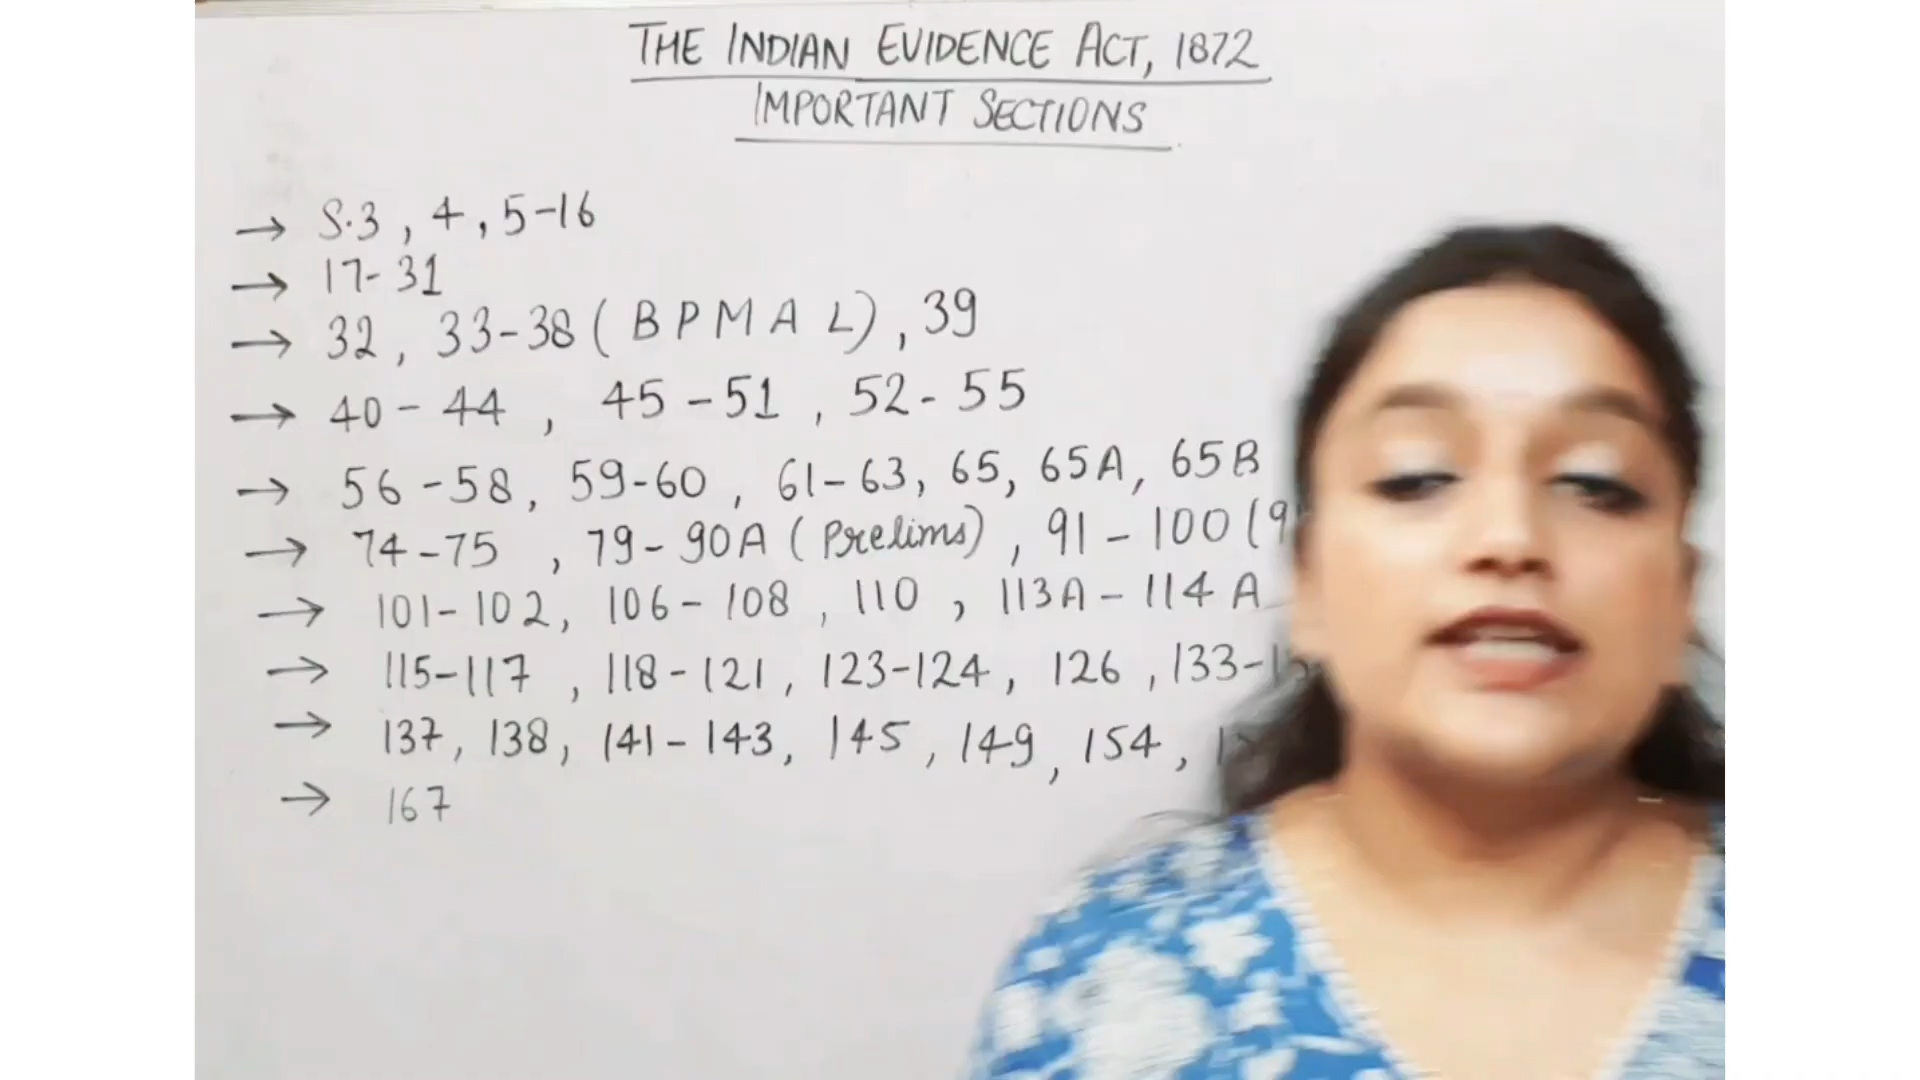 THE INDIAN EVIDENCE ACT, 1872
IMPORTANT SECTIONS
→ S.3, 4, 5-16
→ 17-31
→ 32, 33-38 (B P M A L), 39
→ 40-44, 45-51, 52-55
→ 56-58, 59-60, 61-63, 65, 65A, 65B
→ 74-75, 79-90A (Prelims), 91-100 (9
→ 101-102, 106-108, 110, 113A-114A
→ 115-117, 118-121, 123-124, 126, 133-
→ 137, 138, 141-143, 145, 149, 154,
→ 167